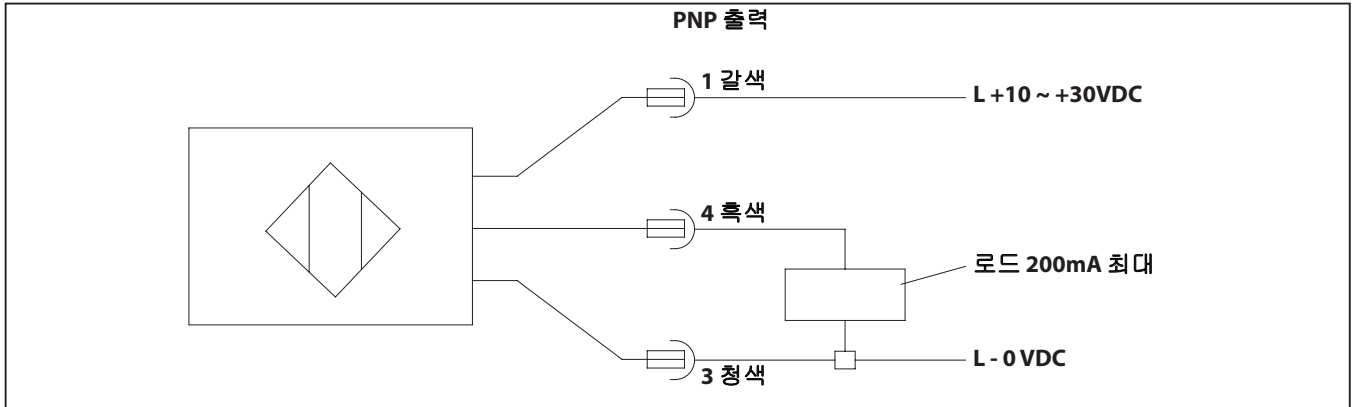 PNP 출력
1 갈색
L +10 ~ +30VDC
4 흑색
로드 200mA 최대
L - 0 VDC
3 청색